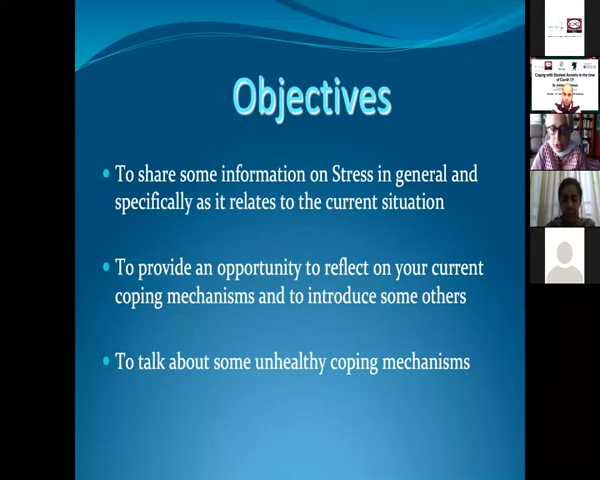 Objectives
To share some information on Stress in general and
specifically as it relates to the current situation
To provide an opportunity to reflect on your current
coping mechanisms and to introduce some others
To talk about some unhealthy coping mechanisms
Coping with Student Anxiety in the time
of Covid-19